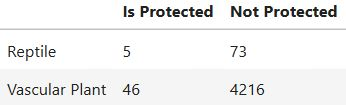 Is Protected Not Protected
Reptile 5 73
Vascular Plant 46 4216